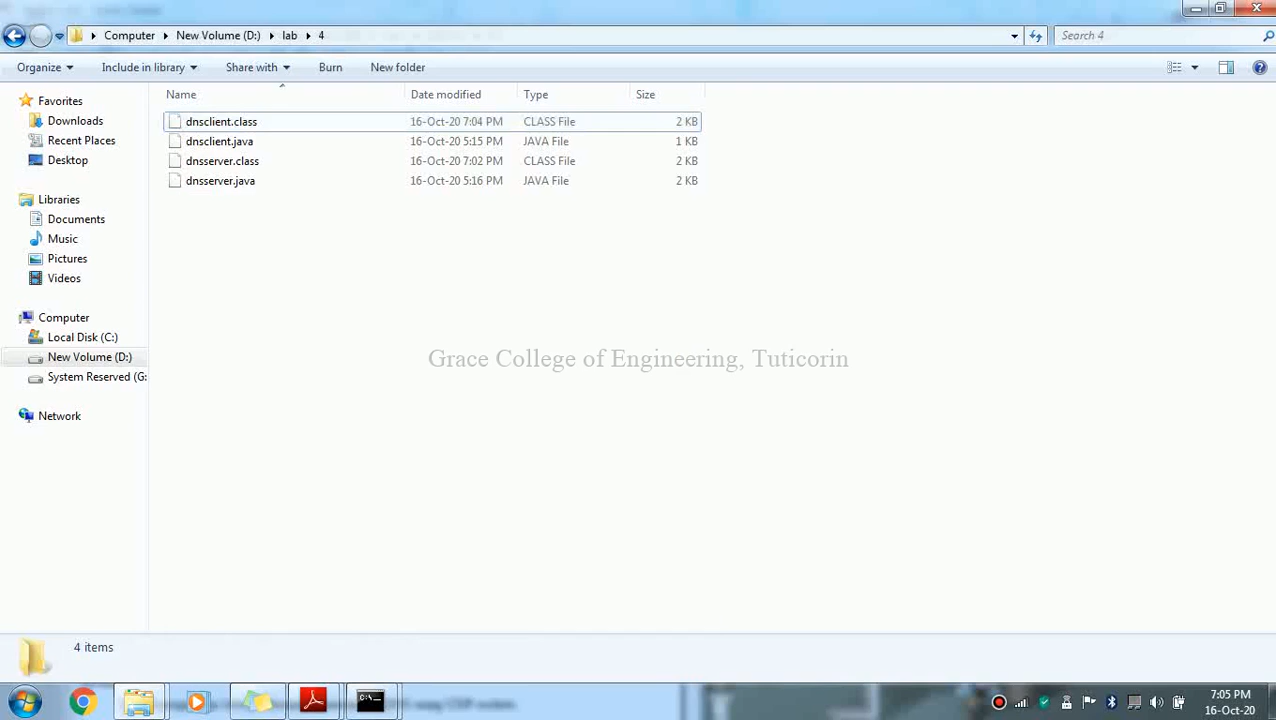 Computer New Volume (D:) lab 4
Search 4
Organize Include in library Share with Burn New folder
Name Date modified Type Size
dnsclient.class 16-Oct-20 7:04 PM CLASS File 2 KB
dnsclient.java 16-Oct-20 5:15 PM JAVA File 1 KB
dnsserver.class 16-Oct-20 7:02 PM CLASS File 2 KB
dnsserver.java 16-Oct-20 5:16 PM JAVA File 2 KB
Favorites
Downloads
Recent Places
Desktop
Libraries
Documents
Music
Pictures
Videos
Computer
Local Disk (C:)
New Volume (D:)
System Reserved (G:
Network
Grace College of Engineering, Tuticorin
4 items
C:\.
7:05 PM
16-Oct-20